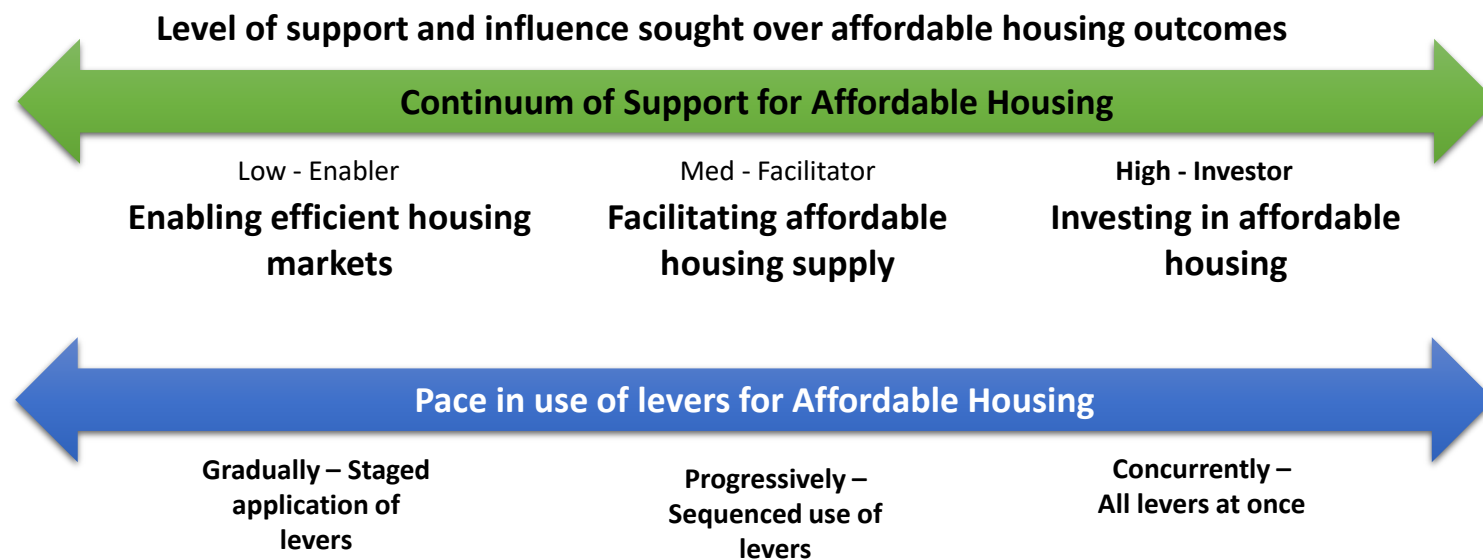 Level of support and influence sought over affordable housing outcomes
Continuum of Support for Affordable Housing
Low - Enabler
Enabling efficient housing
markets
Med - Facilitator
Facilitating affordable
housing supply
High - Investor
Investing in affordable
housing
Pace in use of levers for Affordable Housing
Gradually – Staged
application of
levers
Progressively –
Sequenced use of
levers
Concurrently –
All levers at once